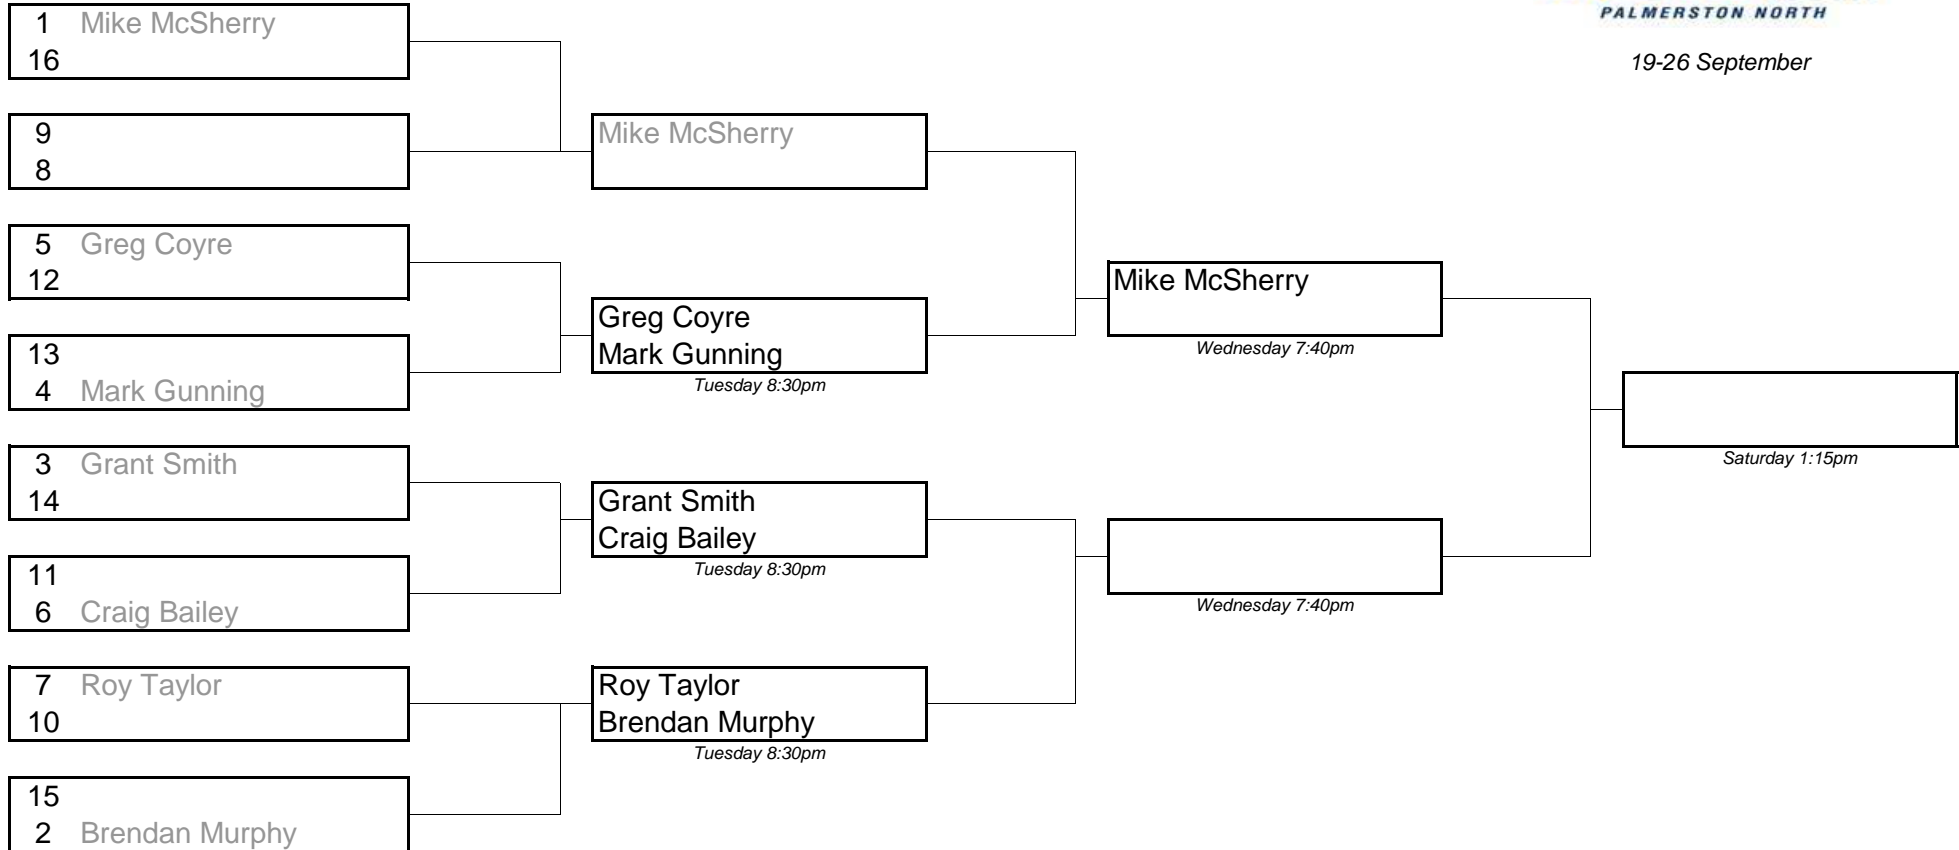 PALMERSTON NORTH
19-26 September
1 Mike McSherry
16
9
8
5 Greg Coyre
12
13
4 Mark Gunning
3 Grant Smith
14
11
6 Craig Bailey
7 Roy Taylor
10
15
2 Brendan Murphy
Mike McSherry
Greg Coyre
Mark Gunning
Tuesday 8:30pm
Grant Smith
Craig Bailey
Tuesday 8:30pm
Roy Taylor
Brendan Murphy
Tuesday 8:30pm
Mike McSherry
Wednesday 7:40pm
Wednesday 7:40pm
Saturday 1:15pm